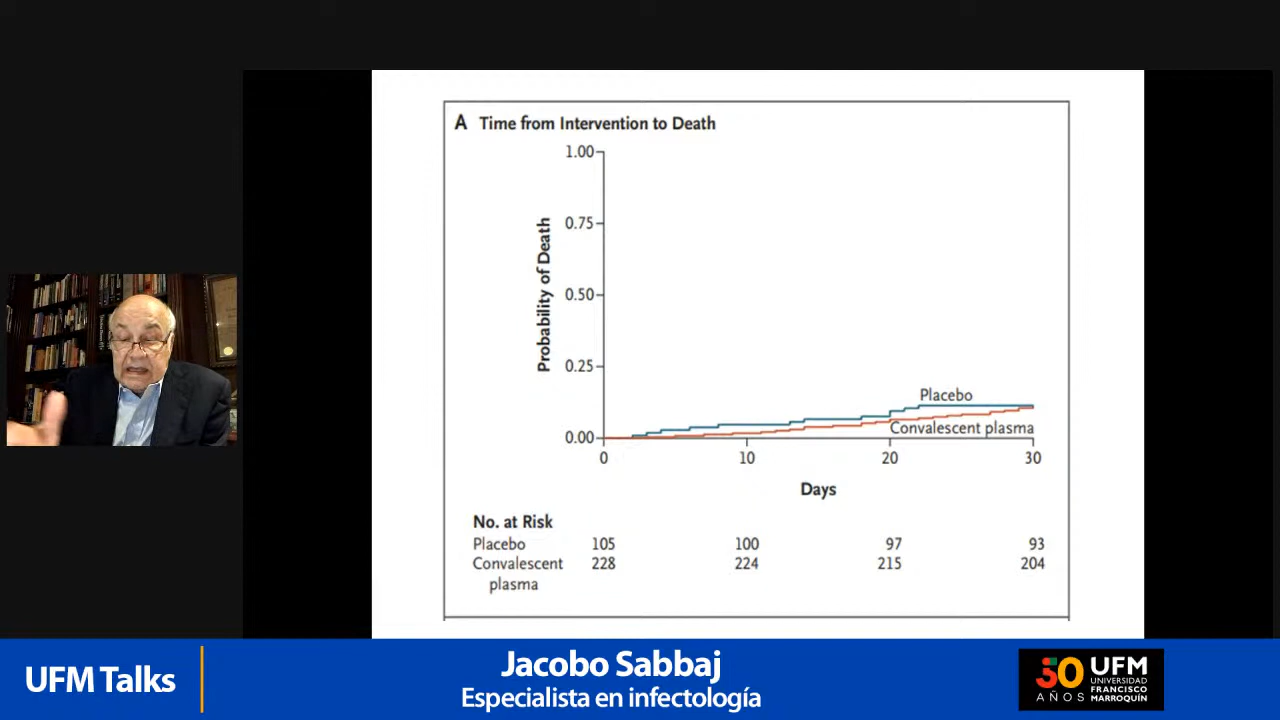 A Time from Intervention to Death
1.00
0.75
0.50
0.25
0.00
Probability of Death
Placebo
Convalescent plasma
0 10 20 30
Days
No. at Risk
Placebo 105 100 97 93
Convalescent 228 224 215 204
plasma
UFM Talks
Jacobo Sabbaj
Especialista en infectología
50
AÑOS
UFM
UNIVERSIDAD
FRANCISCO
MARROQUÍN